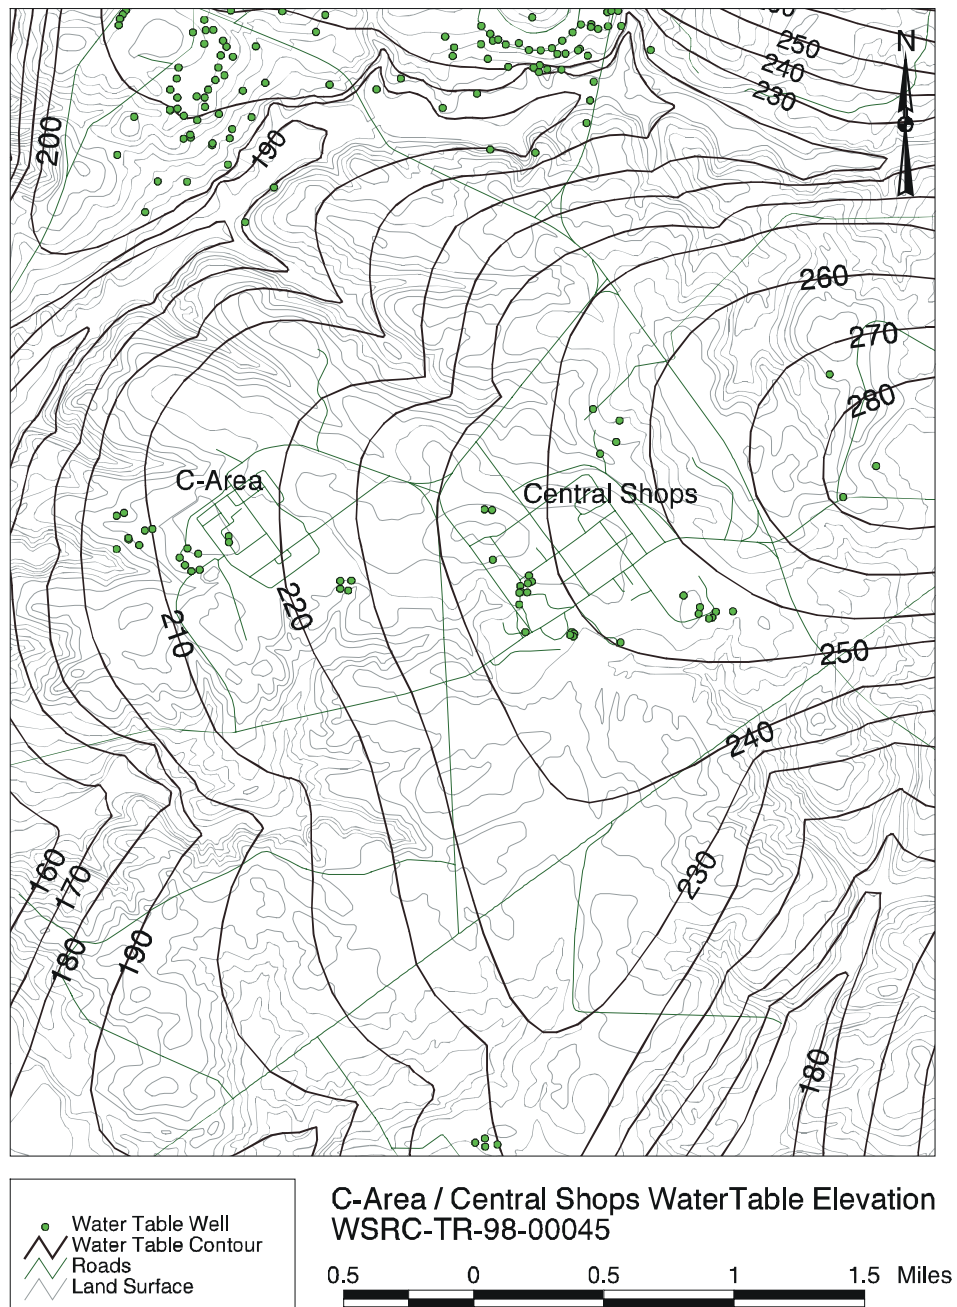 250
240
230
N
200
190
260
270
280
C-Area
Central Shops
210
220
250
240
230
160
170
180
190
180
Water Table Well
Water Table Contour
Roads
Land Surface
C-Area / Central Shops WaterTable Elevation
WSRC-TR-98-00045
0.5 0 0.5 1 1.5 Miles